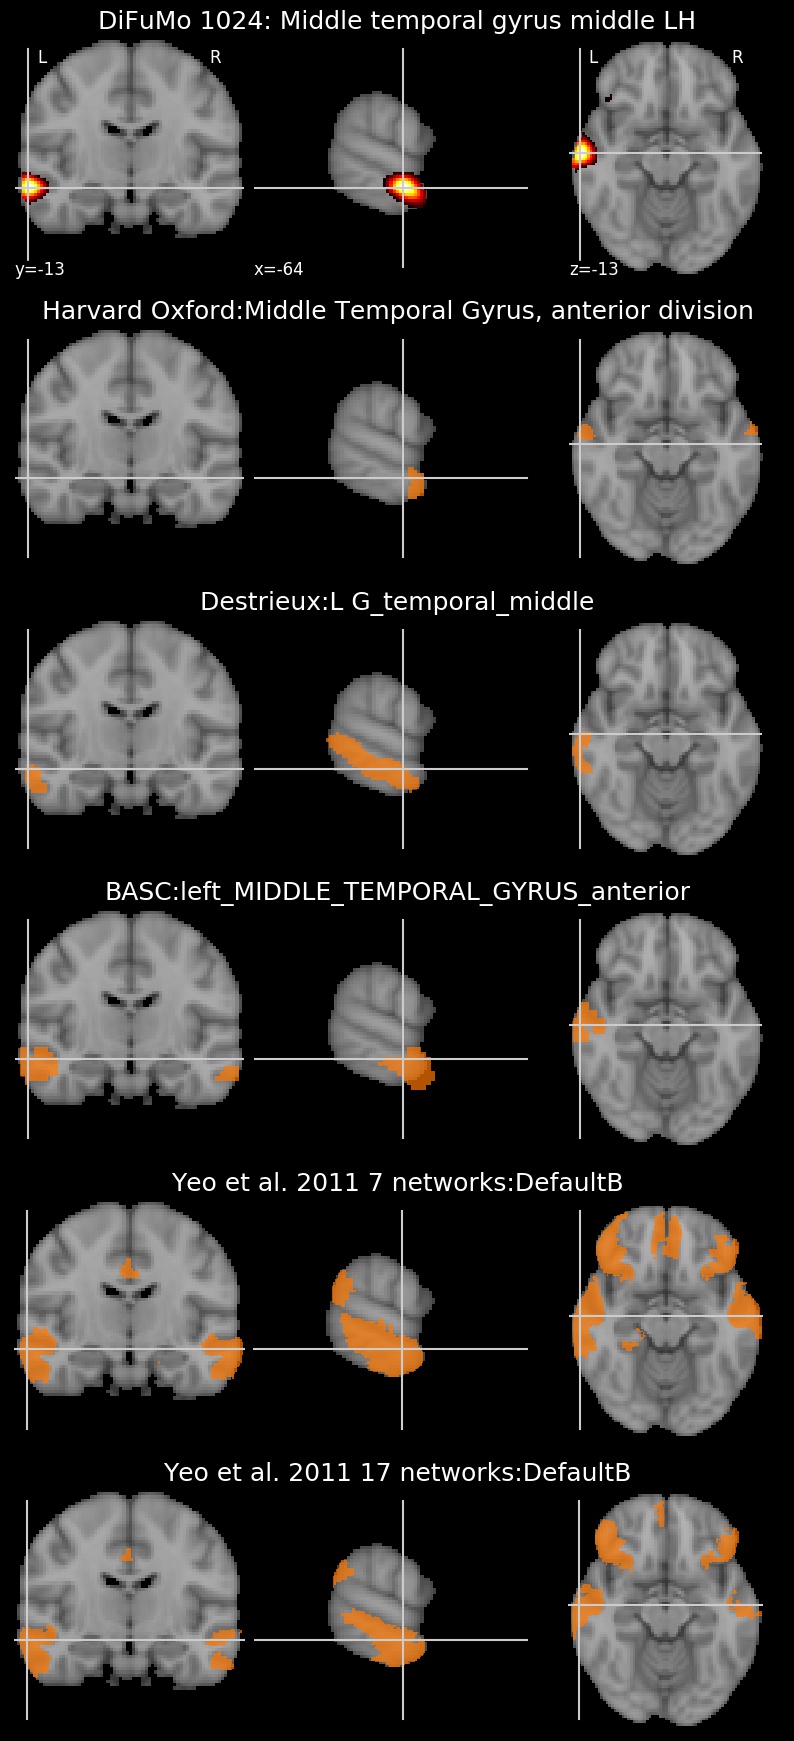 DiFuMo 1024: Middle temporal gyrus middle LH
L R L R
y=-13 x=-64 z=-13
Harvard Oxford:Middle Temporal Gyrus, anterior division
Destrieux:L G_temporal_middle
BASC:left_MIDDLE_TEMPORAL_GYRUS_anterior
Yeo et al. 2011 7 networks:DefaultB
Yeo et al. 2011 17 networks:DefaultB